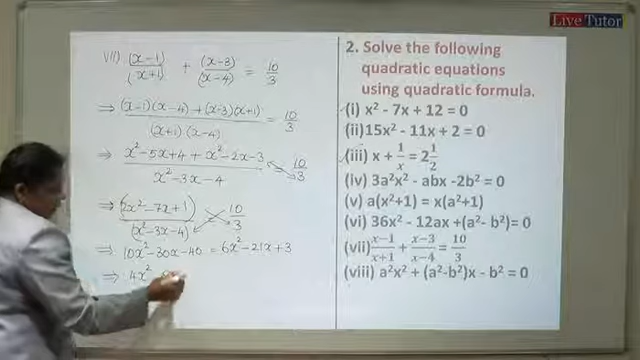 Live Tutor
vii) (x-1)/(x+1) + (x-3)/(x-4) = 10/3
⇒ (x-1)(x-4)+(x-3)(x+1)/(x+1)(x-4) = 10/3
⇒ x²-5x+4+x²-2x-3/x²-3x-4 = 10/3
⇒ (2x²-7x+1)/(x²-3x-4) 10/3
⇒ 10x²-30x-40 = 6x²-21x+3
⇒ 4x²
2. Solve the following
quadratic equations
using quadratic formula.
(i) x² - 7x + 12 = 0
(ii) 15x² - 11x + 2 = 0
(iii) x + 1/x = 2 1/2
(iv) 3a²x² - abx -2b² = 0
(v) a(x²+1) = x(a²+1)
(vi) 36x² - 12ax +(a²- b²)= 0
(vii) x-1/x+1 + x-3/x-4 = 10/3
(viii) a²x² + (a²-b²)x - b² = 0